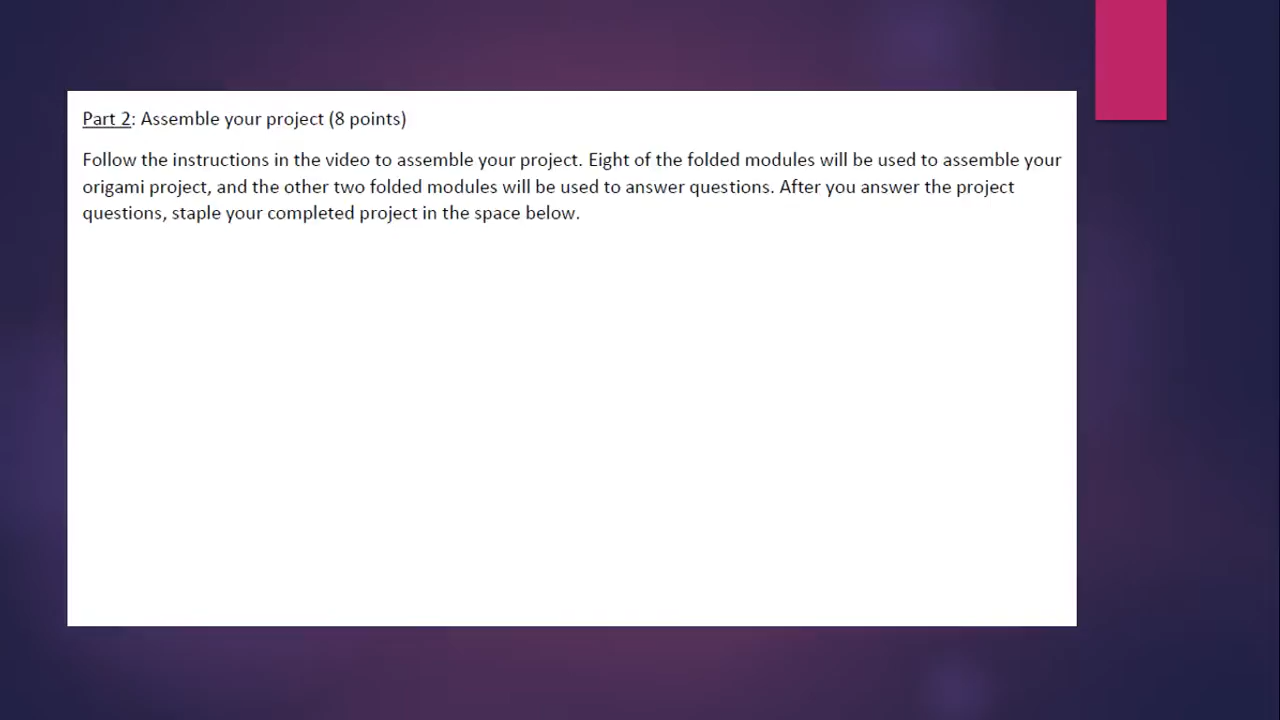 Part 2: Assemble your project (8 points)
Follow the instructions in the video to assemble your project. Eight of the folded modules will be used to assemble your
origami project, and the other two folded modules will be used to answer questions. After you answer the project
questions, staple your completed project in the space below.